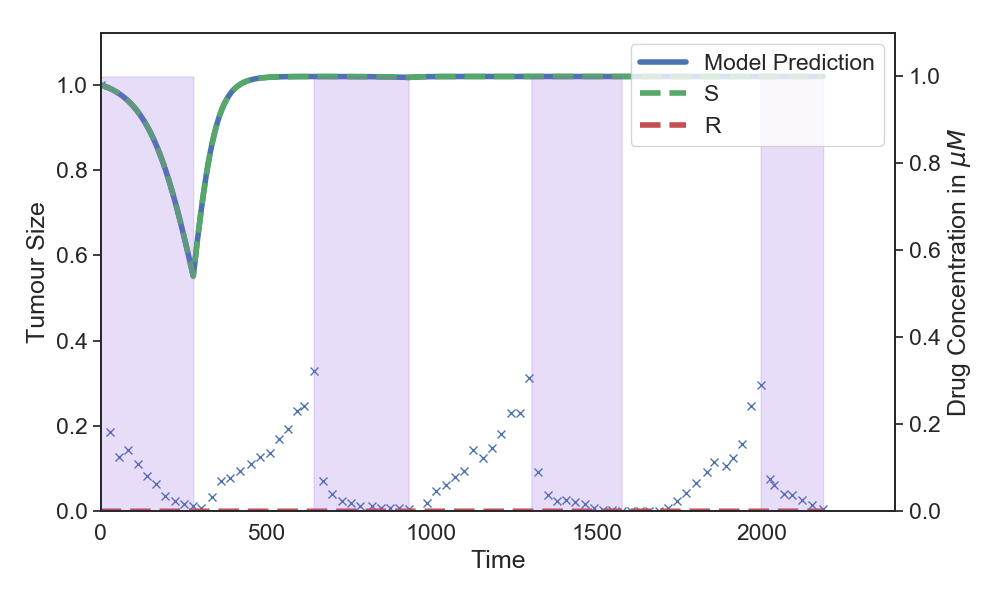 Model Prediction
S
R
1.0
0.8
0.6
0.4
0.2
0.0
Tumour Size
1.0
0.8
0.6
0.4
0.2
0.0
Drug Concentration in μM
0
500
1000
1500
2000
Time